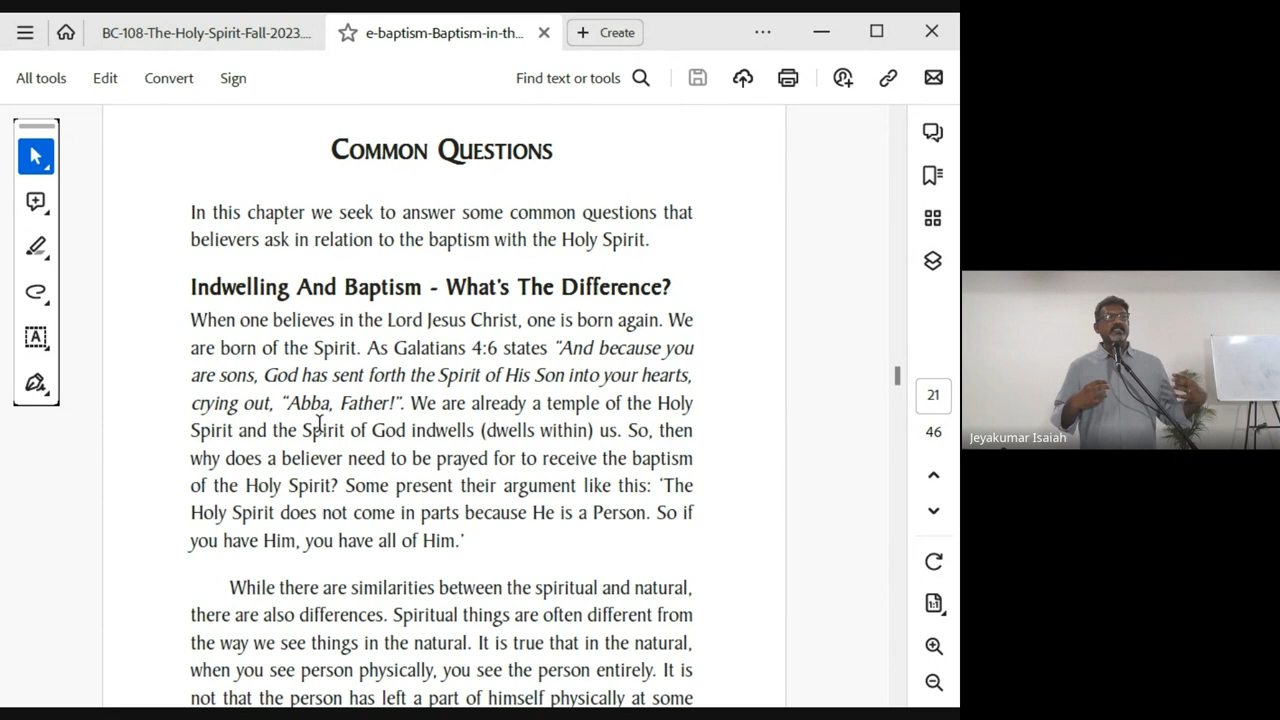 BC-108-The-Holy-Spirit-Fall-2023....
e-baptism-Baptism-in-th...
Create
All tools
Edit
Convert
Sign
Find text or tools
COMMON QUESTIONS
In this chapter we seek to answer some common questions that
believers ask in relation to the baptism with the Holy Spirit.
Indwelling And Baptism - What's The Difference?
When one believes in the Lord Jesus Christ, one is born again. We
are born of the Spirit. As Galatians 4:6 states “And because you
are sons, God has sent forth the Spirit of His Son into your hearts,
crying out, “Abba, Father!”. We are already a temple of the Holy
Spirit and the Spirit of God indwells (dwells within) us. So, then
why does a believer need to be prayed for to receive the baptism
of the Holy Spirit? Some present their argument like this: ‘The
Holy Spirit does not come in parts because He is a Person. So if
you have Him, you have all of Him.’
While there are similarities between the spiritual and natural,
there are also differences. Spiritual things are often different from
the way we see things in the natural. It is true that in the natural,
when you see person physically, you see the person entirely. It is
not that the person has left a part of himself physically at some
21
46
1:1
Jeyakumar Isaiah